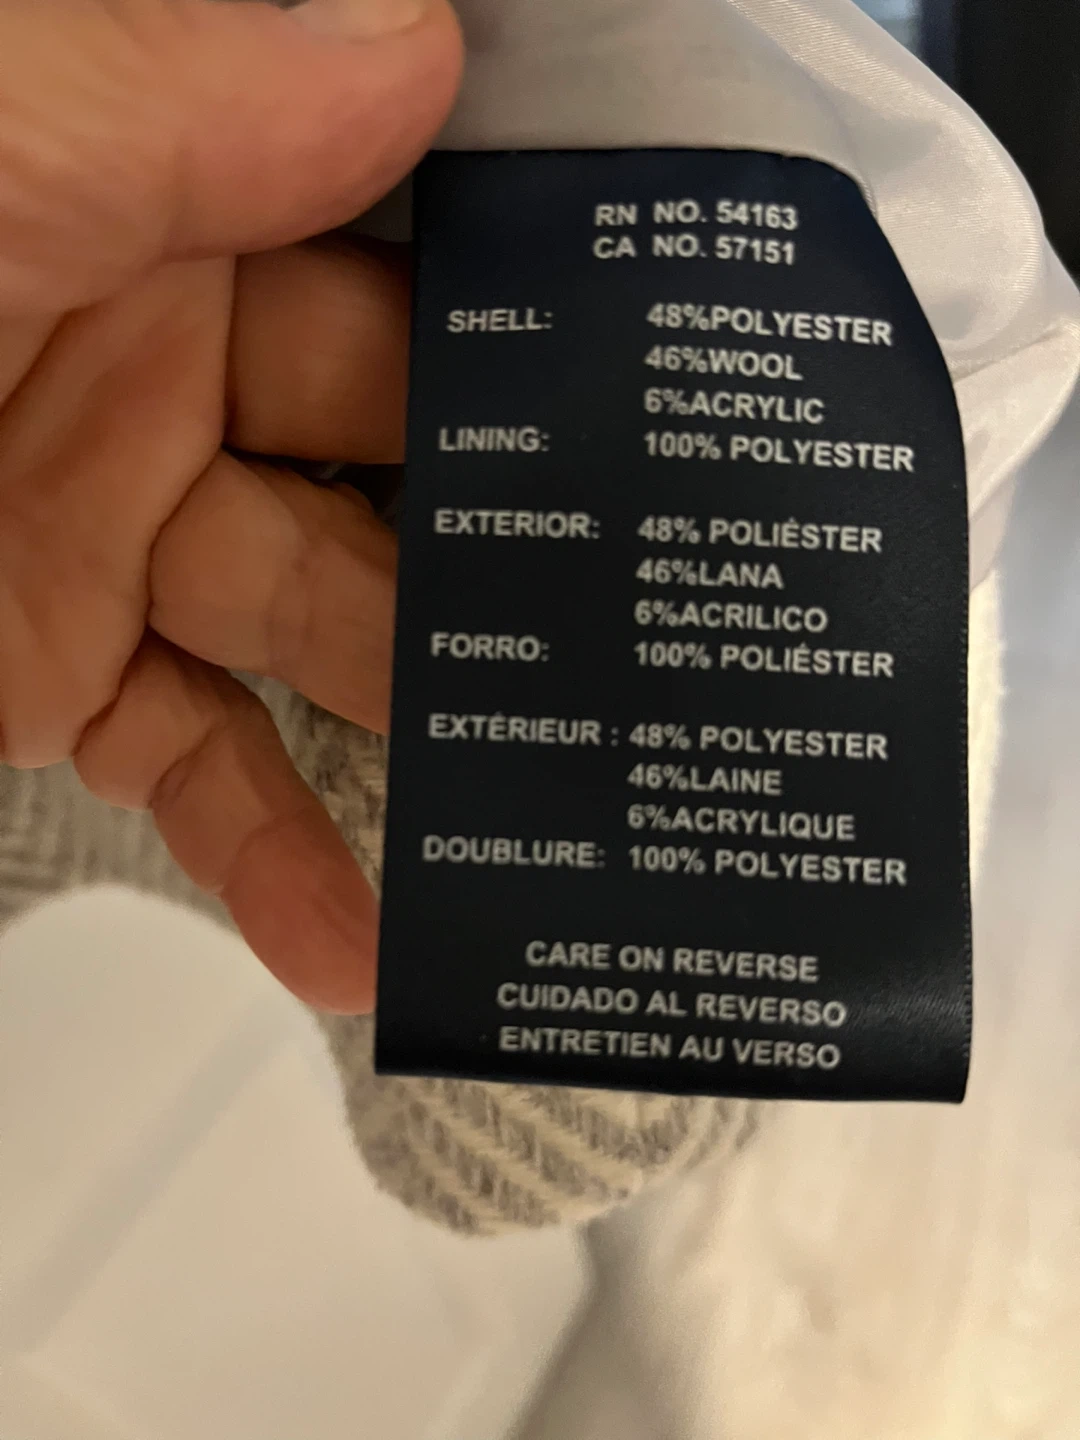 RN NO. 54163
CA NO. 57151
SHELL: 48%POLYESTER
46%WOOL
6%ACRYLIC
LINING: 100% POLYESTER
EXTERIOR: 48% POLIÉSTER
46%LANA
6%ACRILICO
FORRO: 100% POLIÉSTER
EXTÉRIEUR : 48% POLYESTER
46%LAINE
6%ACRYLIQUE
DOUBLURE: 100% POLYESTER
CARE ON REVERSE
CUIDADO AL REVERSO
ENTRETIEN AU VERSO